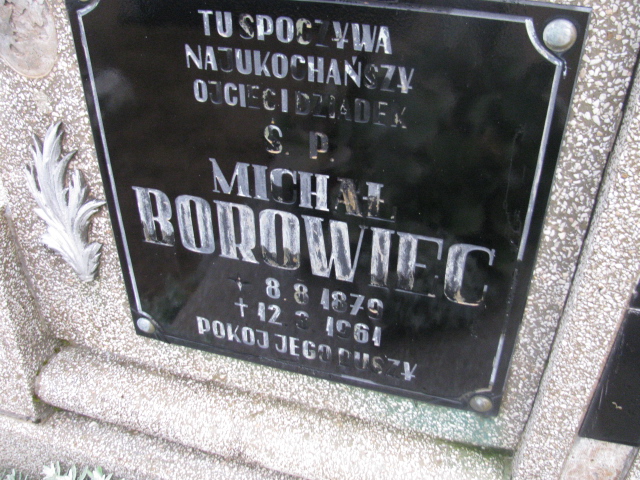 TU SPOCZYWA
NAJUKOCHAŃSZY
OJCIEC I DZIADEK
Ś. P.
MICHAŁ
BOROWIEC
* 8. 8 1879
+ 12. 3 1961
POKÓJ JEGO DUSZY